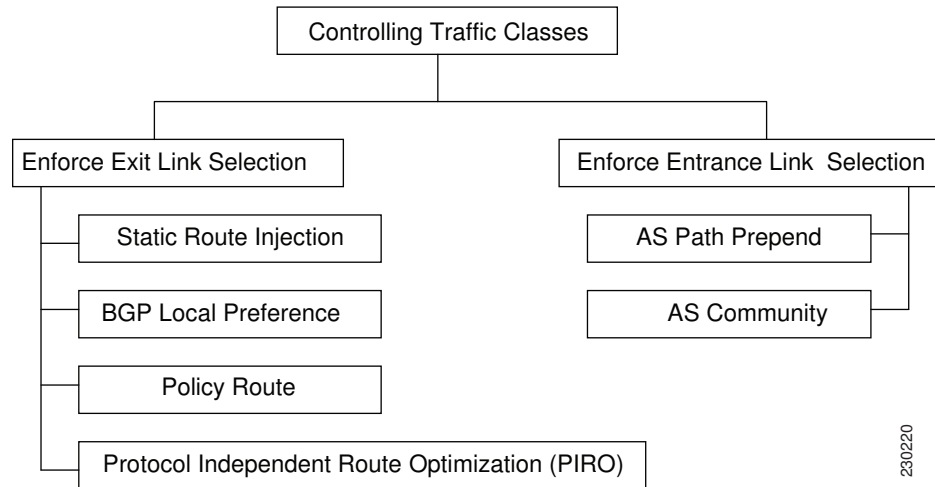 Controlling Traffic Classes
Enforce Exit Link Selection
Static Route Injection
BGP Local Preference
Policy Route
Protocol Independent Route Optimization (PIRO)
Enforce Entrance Link Selection
AS Path Prepend
AS Community
230220